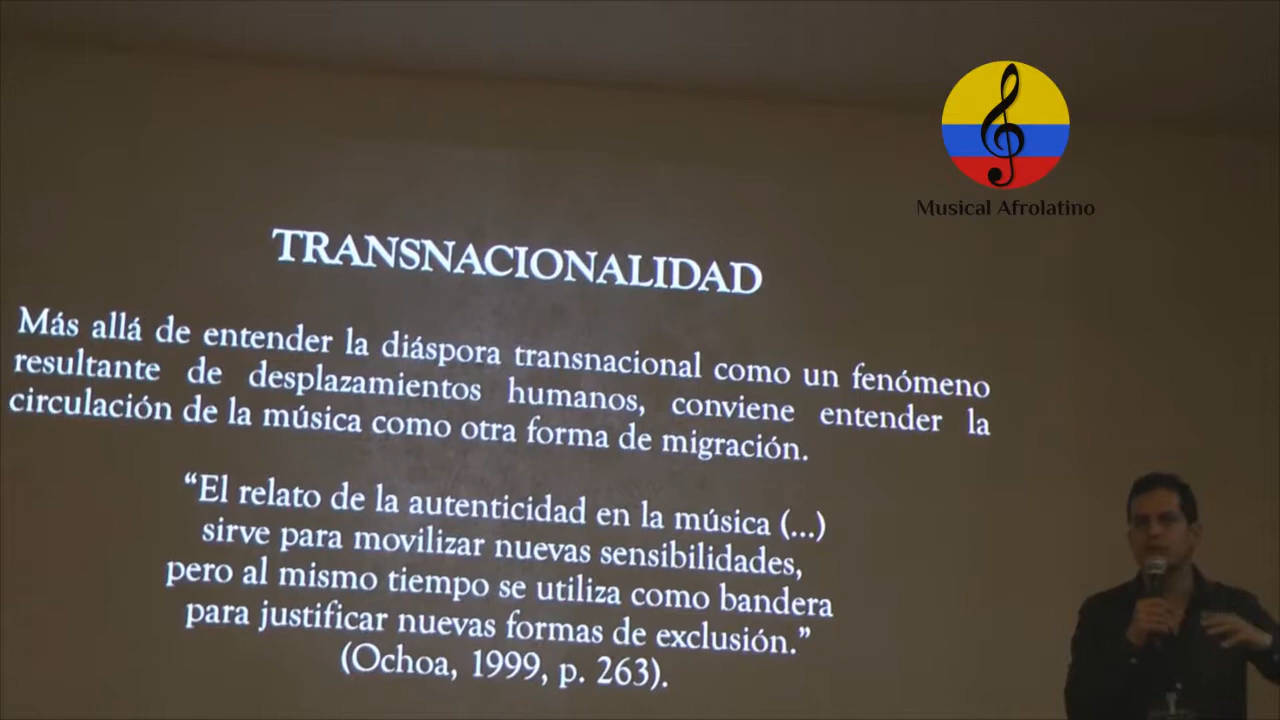 Musical Afrolatino
TRANSNACIONALIDAD
Más allá de entender la diáspora transnacional como un fenómeno
resultante de desplazamientos humanos, conviene entender la
circulación de la música como otra forma de migración.
“El relato de la autenticidad en la música (...)
sirve para movilizar nuevas sensibilidades,
pero al mismo tiempo se utiliza como bandera
para justificar nuevas formas de exclusión.”
(Ochoa, 1999, p. 263).